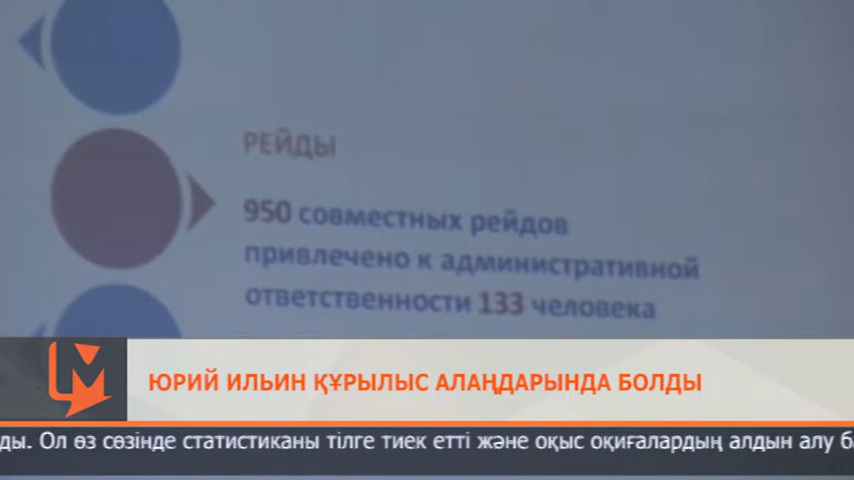 РЕЙДЫ
950 совместных рейдов
привлечено к административной
ответственности 133 человека
ЮРИЙ ИЛЬИН ҚҰРЫЛЫС АЛАҢДАРЫНДА БОЛДЫ
ды. Ол өз сөзінде статистиканы тілге тиек етті және оқыс оқиғалардың алдын алу ба